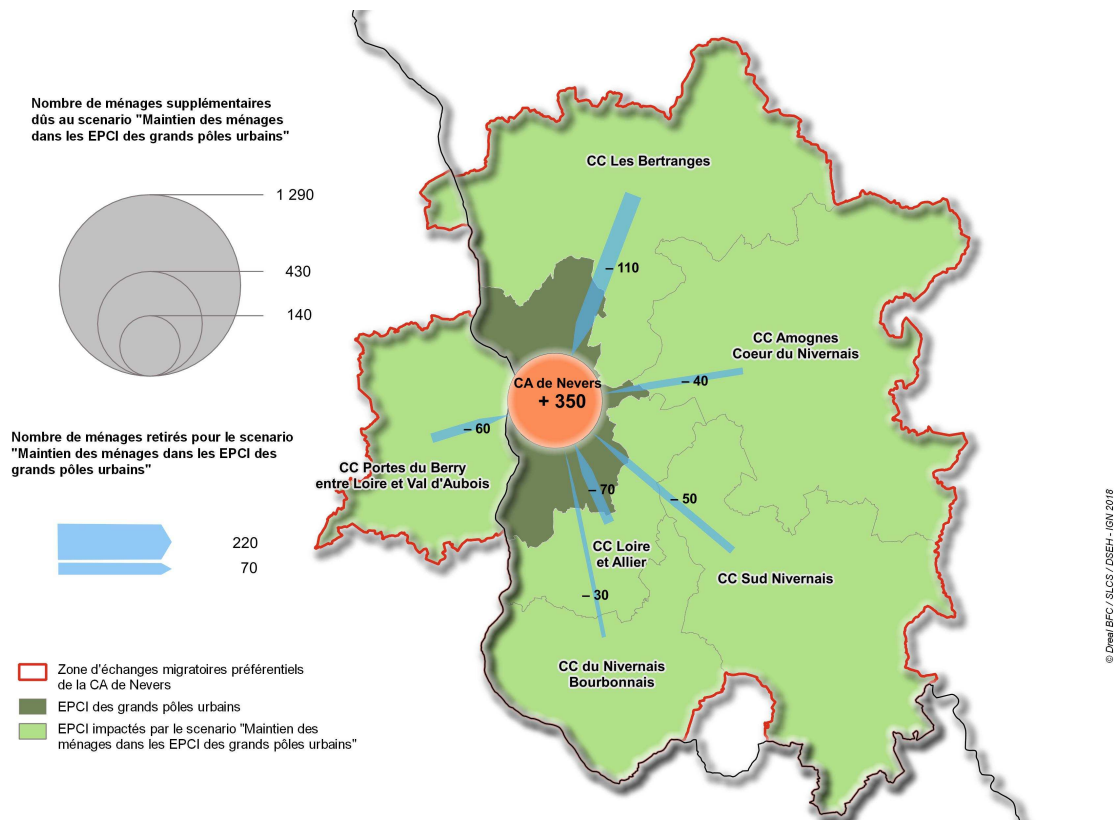 Nombre de ménages supplémentaires
dûs au scenario "Maintien des ménages
dans les EPCI des grands pôles urbains"
1 290
430
140
Nombre de ménages retirés pour le scenario
"Maintien des ménages dans les EPCI des
grands pôles urbains"
220
70
Zone d'échanges migratoires préférentiels
de la CA de Nevers
EPCI des grands pôles urbains
EPCI impactés par le scenario "Maintien des
ménages dans les EPCI des grands pôles urbains"
CC Les Bertranges
– 110
CC Amognes
Coeur du Nivernais
– 40
CA de Nevers
+ 350
– 60
CC Portes du Berry
entre Loire et Val d'Aubois
– 70
– 50
CC Loire
et Allier
CC Sud Nivernais
– 30
CC du Nivernais
Bourbonnais
© Dreal BFC / SLCS / DSEH - IGN 2018